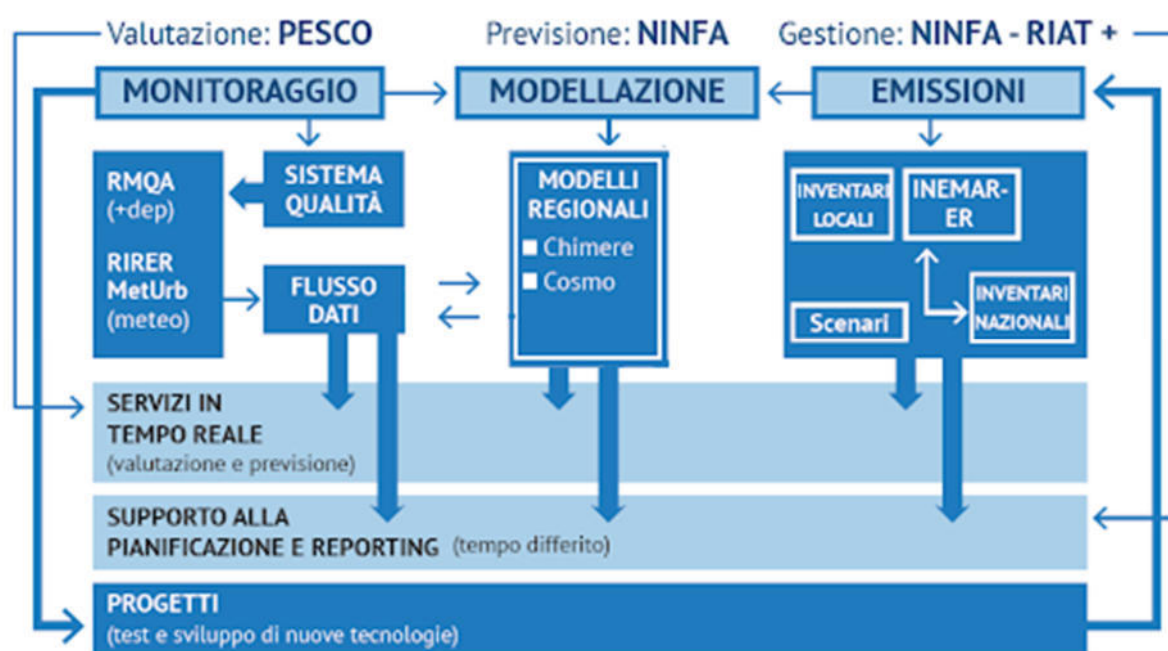 Valutazione: PESCO
Previsione: NINFA
Gestione: NINFA - RIAT +
MONITORAGGIO
MODELLAZIONE
EMISSIONI
RMQA
(+dep)
RIRER
MetUrb
(meteo)
SISTEMA
QUALITÀ
FLUSSO
DATI
MODELLI
REGIONALI
Chimere
Cosmo
INVENTARI
LOCALI
INEMAR-
ER
Scenari
INVENTARI
NAZIONALI
SERVIZI IN
TEMPO REALE
(valutazione e previsione)
SUPPORTO ALLA
PIANIFICAZIONE E REPORTING (tempo differito)
PROGETTI
(test e sviluppo di nuove tecnologie)